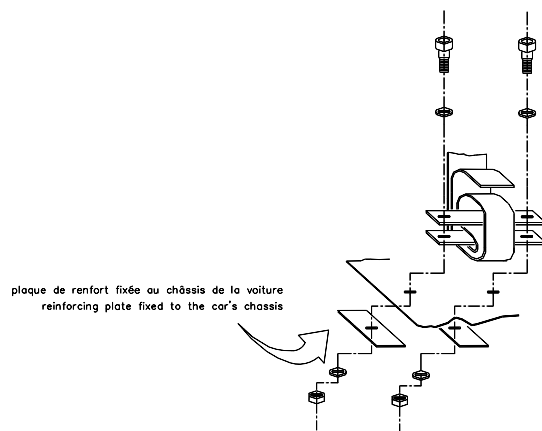 plaque de renfort fixée au châssis de la voiture
reinforcing plate fixed to the car's chassis